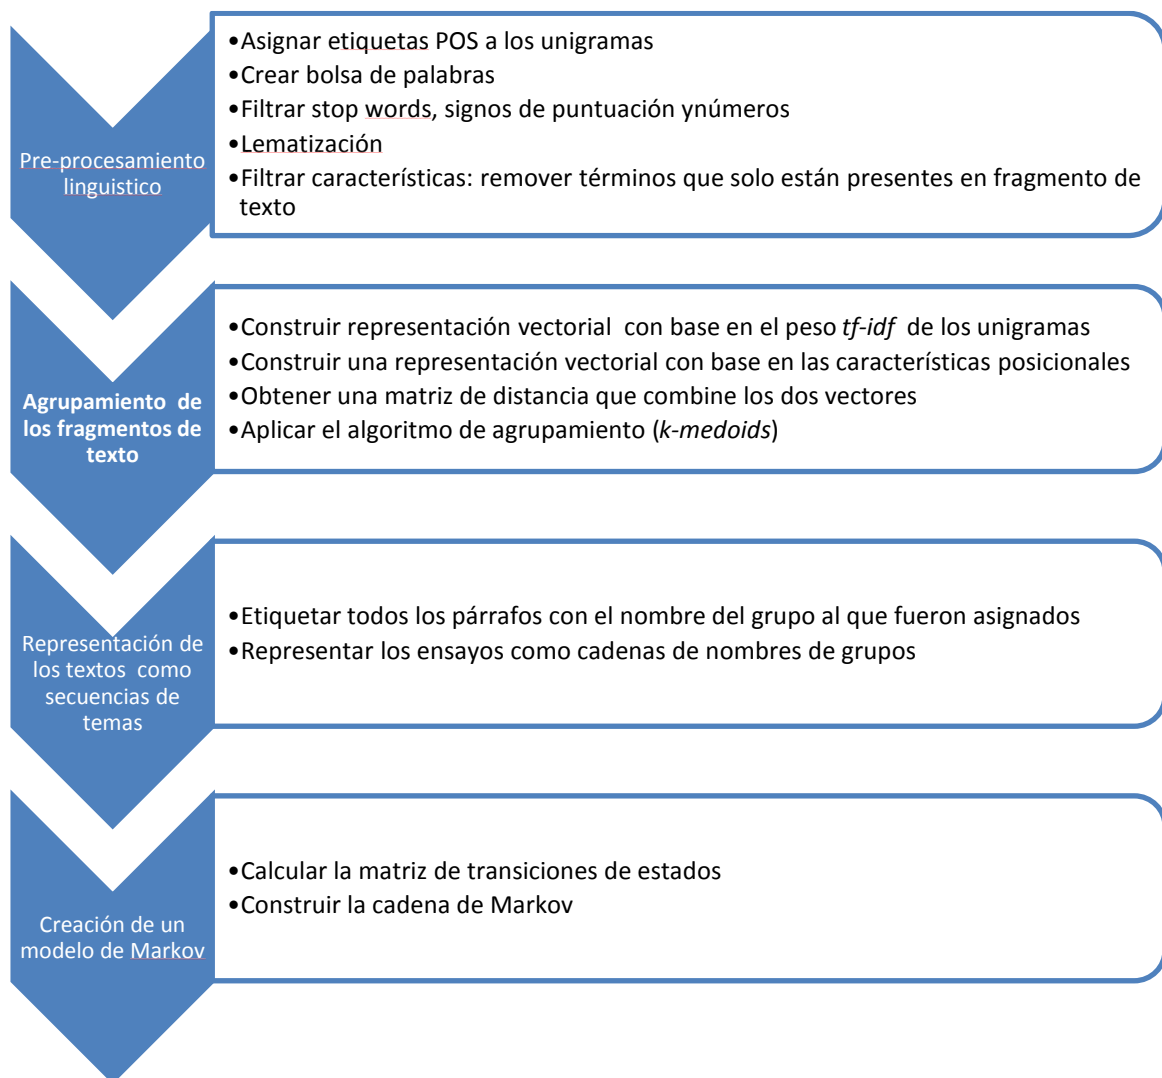 Pre-procesamiento
linguistico
•Asignar etiquetas POS a los unigramas
•Crear bolsa de palabras
•Filtrar stop words, signos de puntuación ynúmeros
•Lematización
•Filtrar características: remover términos que solo están presentes en fragmento de
texto
Agrupamiento de
los fragmentos de
texto
•Construir representación vectorial con base en el peso tf-idf de los unigramas
•Construir una representación vectorial con base en las características posicionales
•Obtener una matriz de distancia que combine los dos vectores
•Aplicar el algoritmo de agrupamiento (k-medoids)
Representación de
los textos como
secuencias de
temas
•Etiquetar todos los párrafos con el nombre del grupo al que fueron asignados
•Representar los ensayos como cadenas de nombres de grupos
Creación de un
modelo de Markov
•Calcular la matriz de transiciones de estados
•Construir la cadena de Markov